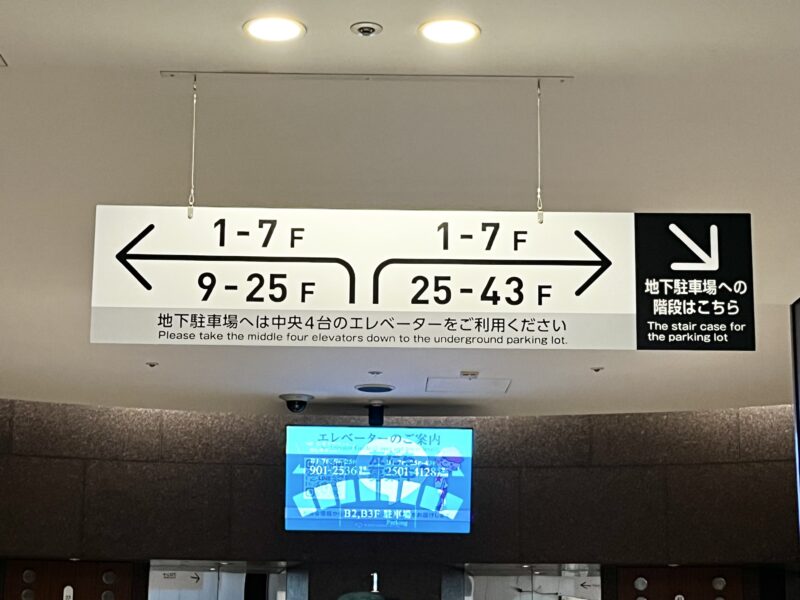 1-7 F
9-25 F
1-7 F
25-43 F
地下駐車場へは中央4台のエレベーターをご利用ください
Please take the middle four elevators down to the underground parking lot.
地下駐車場への
階段はこちら
The stair case for
the parking lot
エレベーターのご案内
901-2536
2501-4128
B2,B3F 駐車場
Parking
1